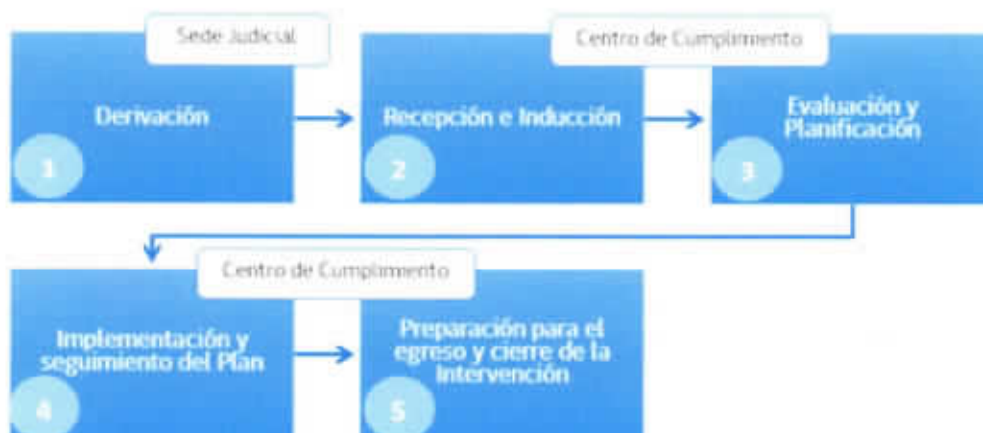 Sede Judicial
Centro de Cumplimiento
Derivación
1
Recepción e Inducción
2
Evaluación y
Planificación
3
Centro de Cumplimiento
Implementación y
seguimiento del Plan
4
Preparación para el
egreso y cierre de la
Intervención
5